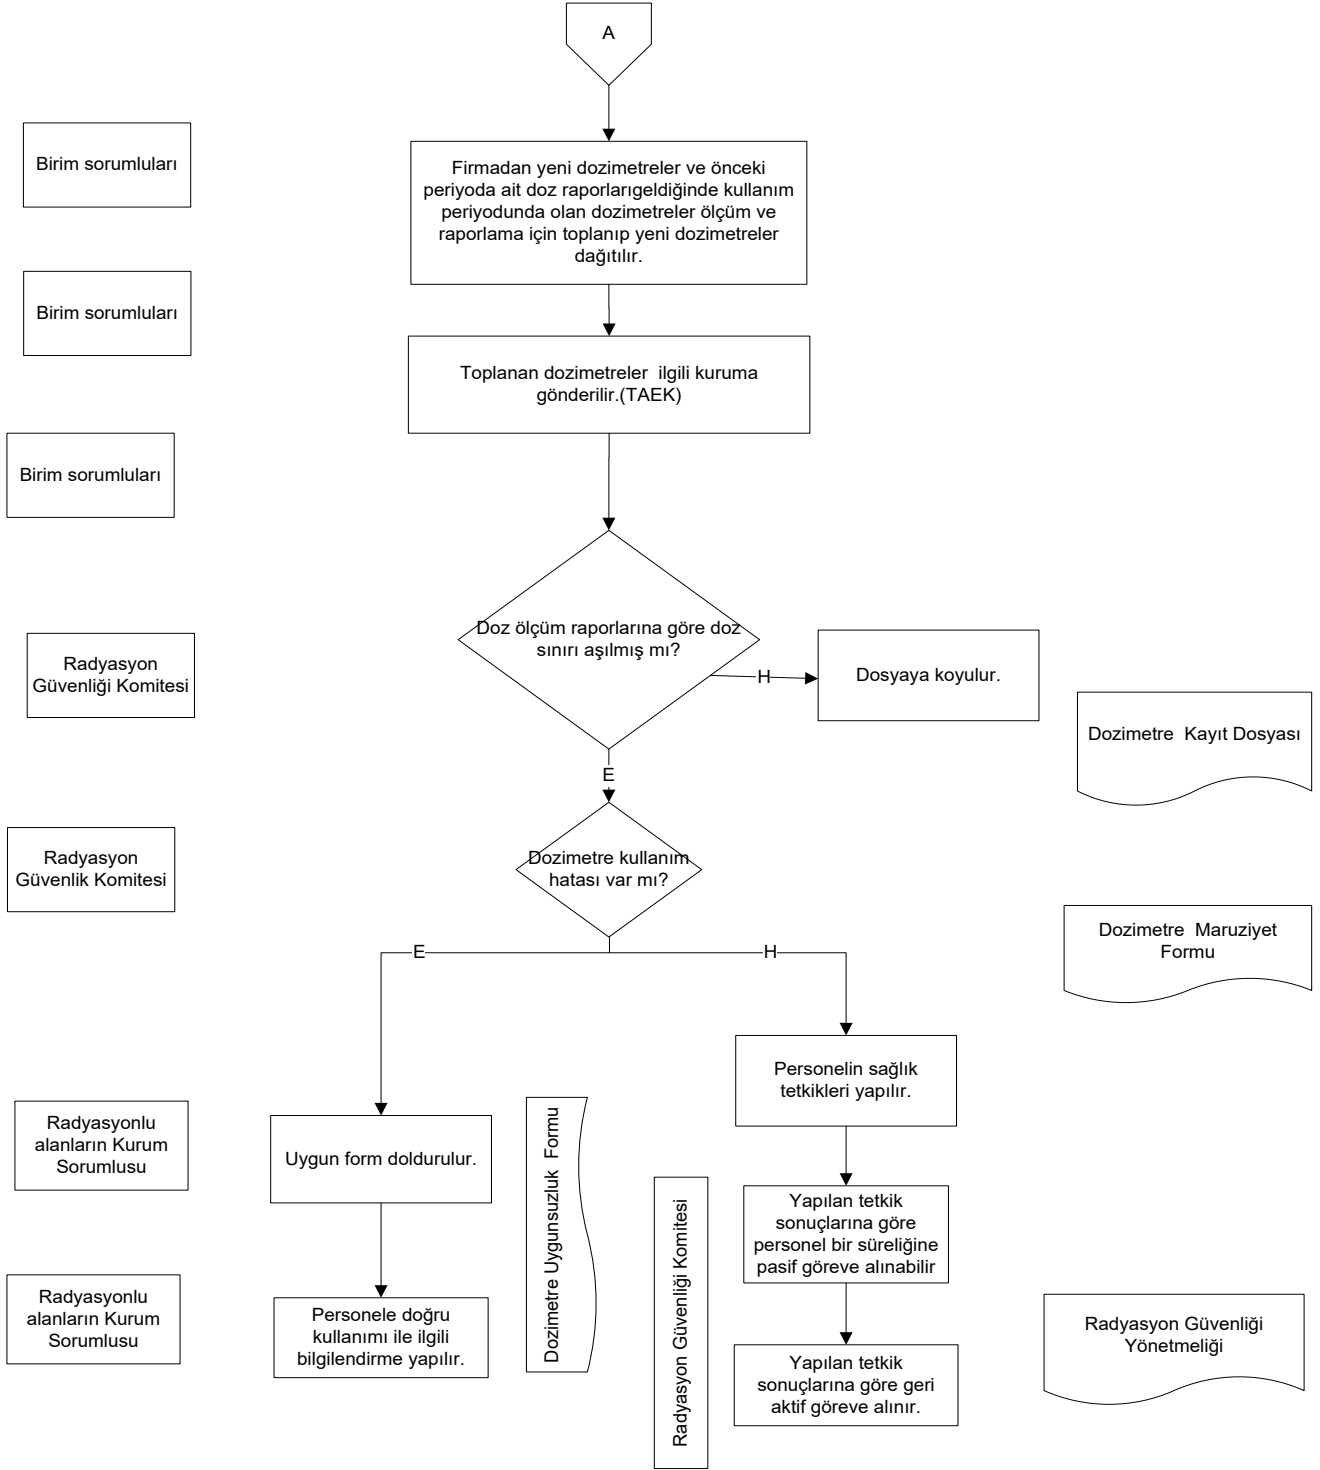 A
Birim sorumluları
Firmadan yeni dozimetreler ve önceki
periyoda ait doz raporlarıgeldiğinde kullanım
periyodunda olan dozimetreler ölçüm ve
raporlama için toplanıp yeni dozimetreler
dağıtılır.
Birim sorumluları
Toplanan dozimetreler  ilgili kuruma
gönderilir.(TAEK)
Birim sorumluları
Doz ölçüm raporlarına göre doz
sınırı aşılmış mı?
Radyasyon
Güvenliği Komitesi
H
Dosyaya koyulur.
Dozimetre  Kayıt Dosyası
E
Radyasyon
Güvenlik Komitesi
Dozimetre kullanım
hatası var mı?
Dozimetre  Maruziyet
Formu
E
H
Personelin sağlık
tetkikleri yapılır.
Radyasyonlu
alanların Kurum
Sorumlusu
Uygun form doldurulur.
Dozimetre Uygunsuzluk  Formu
Radyasyon Güvenliği Komitesi
Yapılan tetkik
sonuçlarına göre
personel bir süreliğine
pasif göreve alınabilir
Radyasyonlu
alanların Kurum
Sorumlusu
Personele doğru
kullanımı ile ilgili
bilgilendirme yapılır.
Yapılan tetkik
sonuçlarına göre geri
aktif göreve alınır.
Radyasyon Güvenliği
Yönetmeliği